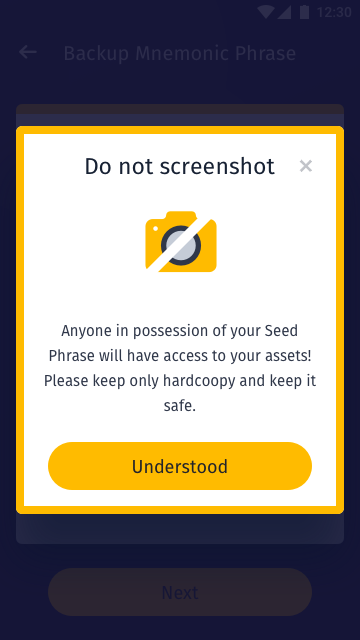 12:30
Backup Mnemonic Phrase
Do not screenshot
Anyone in possession of your Seed
Phrase will have access to your assets!
Please keep only hardcoopy and keep it
safe.
Understood
Next